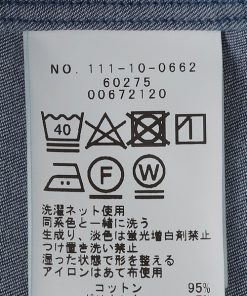 NO. 111-10-0662
60275
00672120
40
F W
洗濯ネット使用
同系色と一緒に洗う
生成り、淡色は蛍光増白剤禁止
つけ置き洗い禁止
湿った状態で形を整える
アイロンはあて布使用
コットン 95%